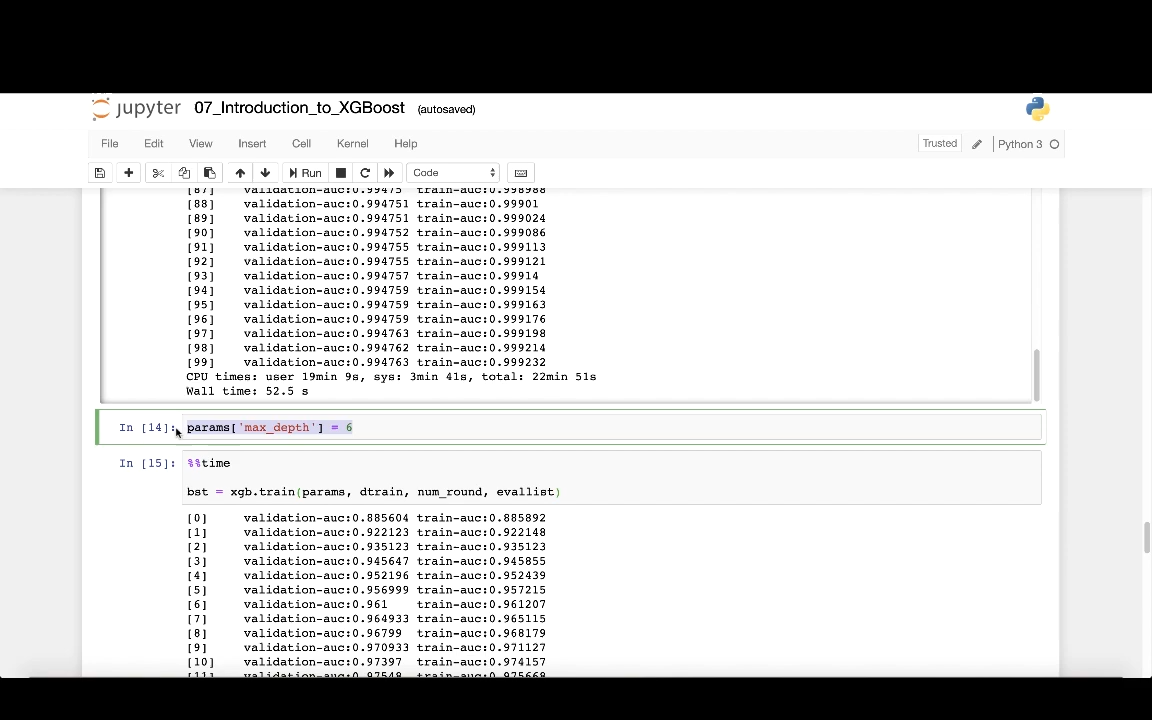 jupyter 07_Introduction_to_XGBoost (autosaved)
File Edit View Insert Cell Kernel Help Trusted Python 3
Run Code
[87] validation-auc:0.99475 train-auc:0.998988
[88] validation-auc:0.994751 train-auc:0.99901
[89] validation-auc:0.994751 train-auc:0.999024
[90] validation-auc:0.994752 train-auc:0.999086
[91] validation-auc:0.994755 train-auc:0.999113
[92] validation-auc:0.994755 train-auc:0.999121
[93] validation-auc:0.994757 train-auc:0.99914
[94] validation-auc:0.994759 train-auc:0.999154
[95] validation-auc:0.994759 train-auc:0.999163
[96] validation-auc:0.994759 train-auc:0.999176
[97] validation-auc:0.994763 train-auc:0.999198
[98] validation-auc:0.994762 train-auc:0.999214
[99] validation-auc:0.994763 train-auc:0.999232
CPU times: user 19min 9s, sys: 3min 41s, total: 22min 51s
Wall time: 52.5 s
In [14]: params['max_depth'] = 6
In [15]: %%time
bst = xgb.train(params, dtrain, num_round, evallist)
[0] validation-auc:0.885604 train-auc:0.885892
[1] validation-auc:0.922123 train-auc:0.922148
[2] validation-auc:0.935123 train-auc:0.935123
[3] validation-auc:0.945647 train-auc:0.945855
[4] validation-auc:0.952196 train-auc:0.952439
[5] validation-auc:0.956999 train-auc:0.957215
[6] validation-auc:0.961 train-auc:0.961207
[7] validation-auc:0.964933 train-auc:0.965115
[8] validation-auc:0.96799 train-auc:0.968179
[9] validation-auc:0.970933 train-auc:0.971127
[10] validation-auc:0.97397 train-auc:0.974157
[11] validation-auc:0.97548 train-auc:0.975668